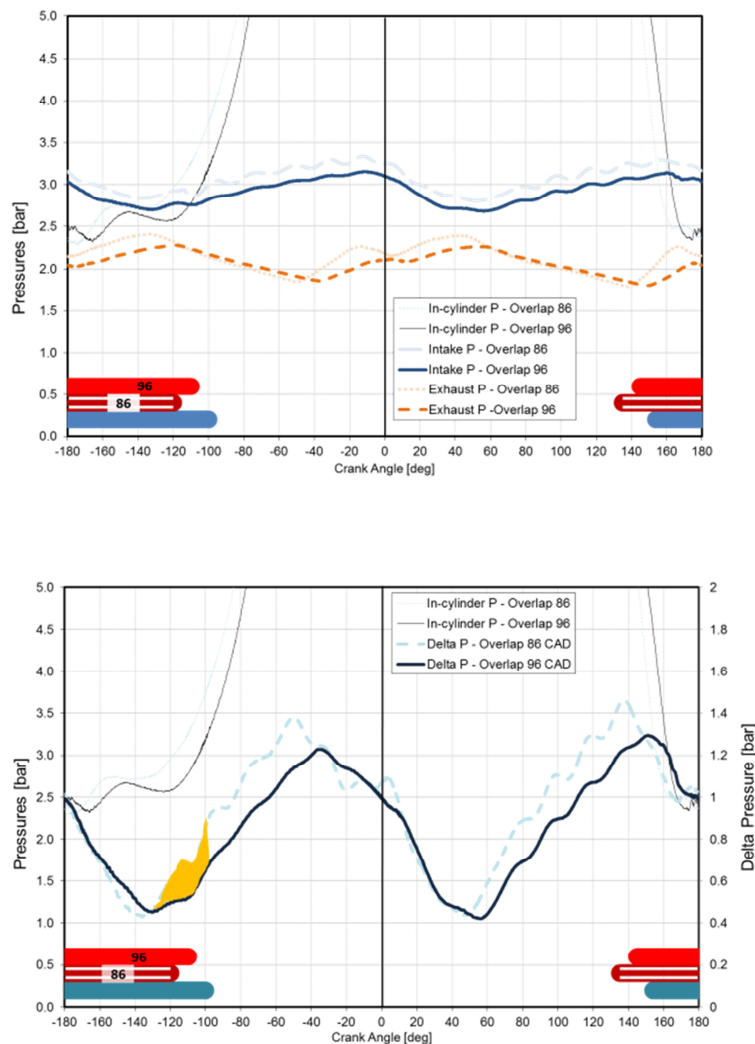 5.0
4.5
4.0
3.5
3.0
2.5
2.0
1.5
1.0
0.5
0.0
Pressures [bar]
In-cylinder P - Overlap 86
In-cylinder P - Overlap 96
Intake P - Overlap 86
Intake P - Overlap 96
Exhaust P - Overlap 86
Exhaust P -Overlap 96
96
86
-180 -160 -140 -120 -100 -80 -60 -40 -20 0 20 40 60 80 100 120 140 160 180
Crank Angle [deg]
5.0
4.5
4.0
3.5
3.0
2.5
2.0
1.5
1.0
0.5
0.0
Pressures [bar]
In-cylinder P - Overlap 86
In-cylinder P - Overlap 96
Delta P - Overlap 86 CAD
Delta P - Overlap 96 CAD
2
1.8
1.6
1.4
1.2
1
0.8
0.6
0.4
0.2
0
Delta Pressure [bar]
96
86
-180 -160 -140 -120 -100 -80 -60 -40 -20 0 20 40 60 80 100 120 140 160 180
Crank Angle [deg]